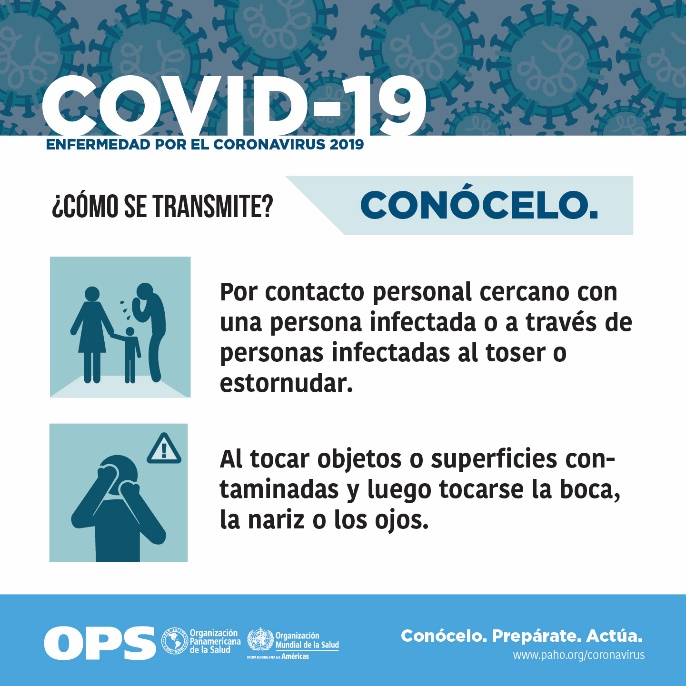 COVID-19
ENFERMEDAD POR EL CORONAVIRUS 2019
¿CÓMO SE TRANSMITE?
CONÓCELO.
Por contacto personal cercano con
una persona infectada o a través de
personas infectadas al toser o
estornudar.
Al tocar objetos o superficies con-
taminadas y luego tocarse la boca,
la nariz o los ojos.
OPS
Organización
Panamericana
de la Salud
Organización
Mundial de la Salud
Américas
Conócelo. Prepárate. Actúa.
www.paho.org/coronavirus